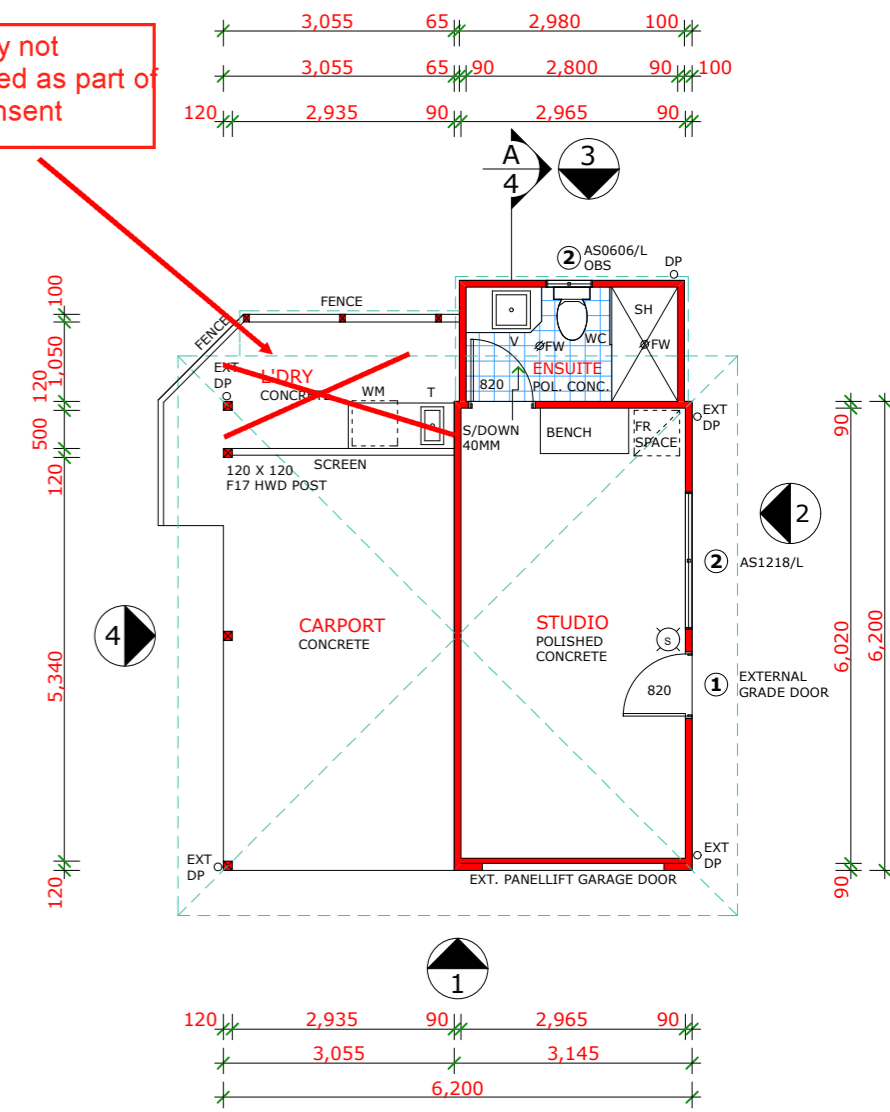 3,055 65 2,980 100
3,055 65 90 2,800 90 100
120 2,935 90 2,965 90
not
as part of
A
4
3
2 AS0606/L
OBS
DP
FENCE
FENCE
EXT
DP
L'DRY
CONCRETE
WM
T
SCREEN
120 X 120
F17 HWD POST
V
FW
WC
SH
FW
ENSUITE
POL. CONC.
820
S/DOWN
40MM
BENCH
FR
SPACE
EXT
DP
100
1,050
120
500
120
5,340
120
90
6,020
6,200
90
2
2 AS1218/L
4
CARPORT
CONCRETE
STUDIO
POLISHED
CONCRETE
S
820
1 EXTERNAL
GRADE DOOR
EXT
DP
EXT
DP
EXT. PANELLIFT GARAGE DOOR
1
120 2,935 90 2,965 90
3,055 3,145
6,200